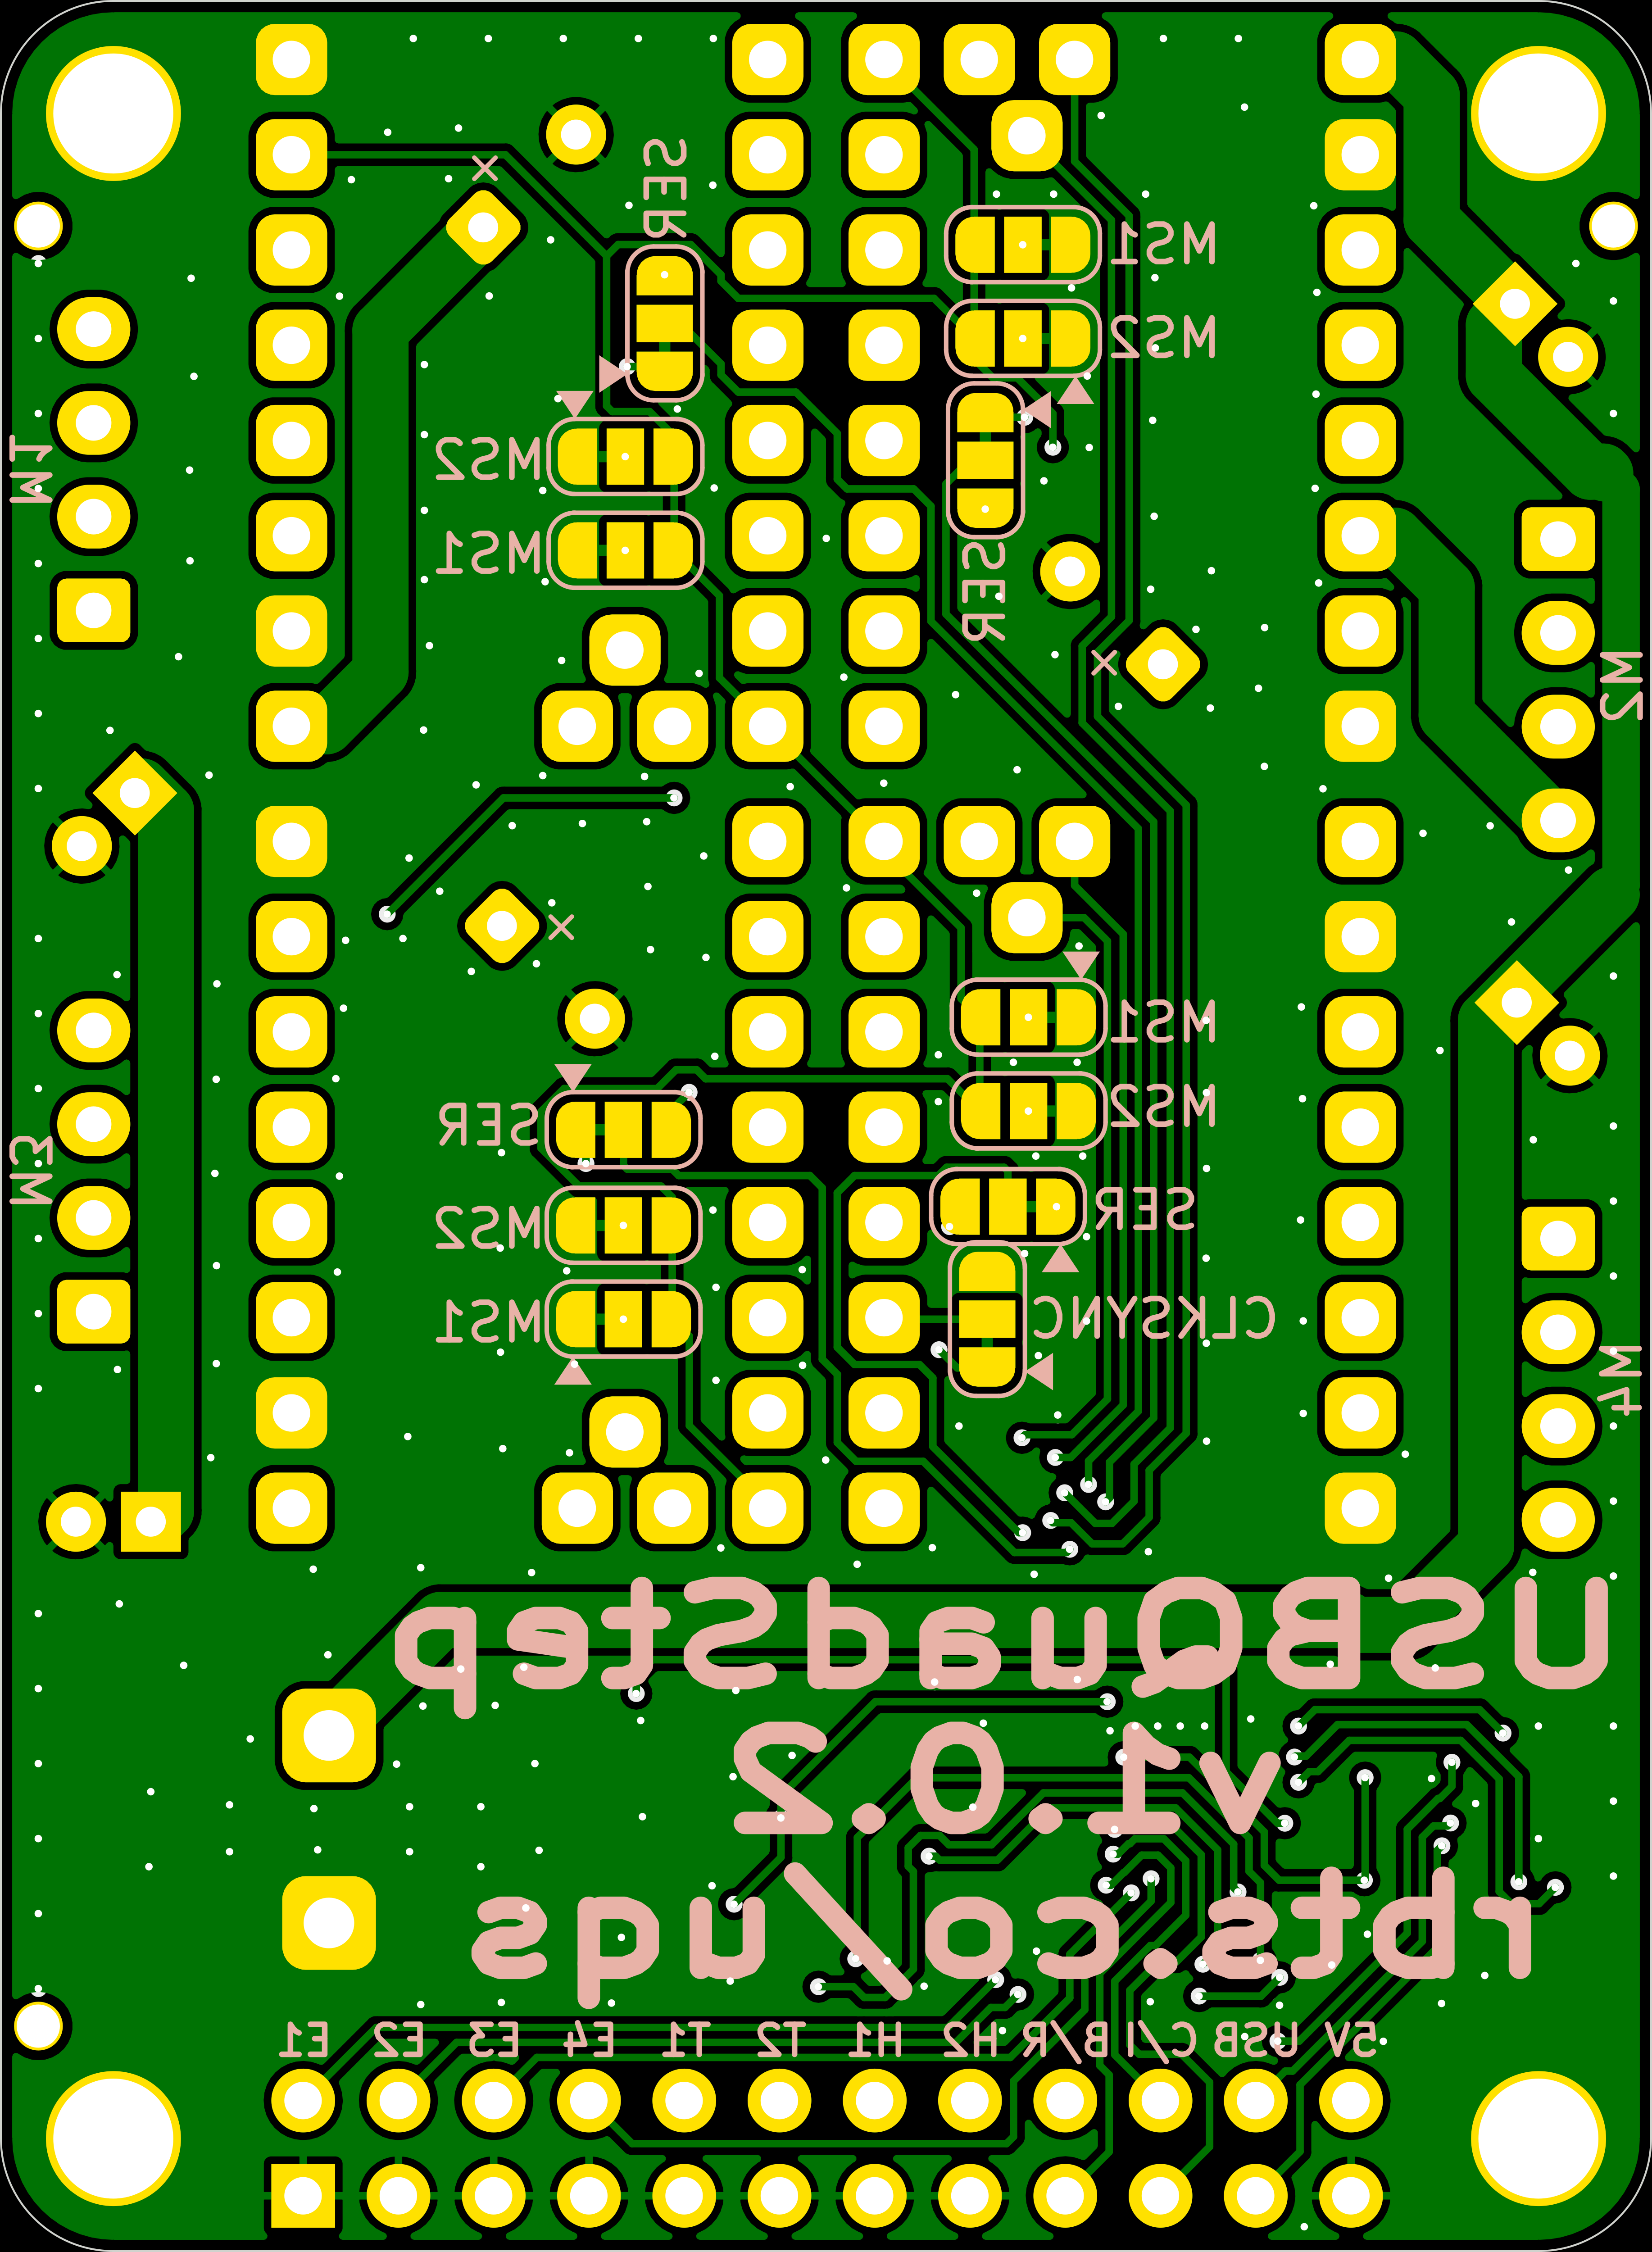 SER
MS1
MS2
MS2
M1
MS1
SER
M2
MS1
MS2
SER
M3
SER
MS2
MS1
CLKSYNC
M4
USBQuadStep
v1.0.2
rbts.co/uqs
E1 E2 E3 E4 T1 T2 H1 H2 B/R C/I USB 5V